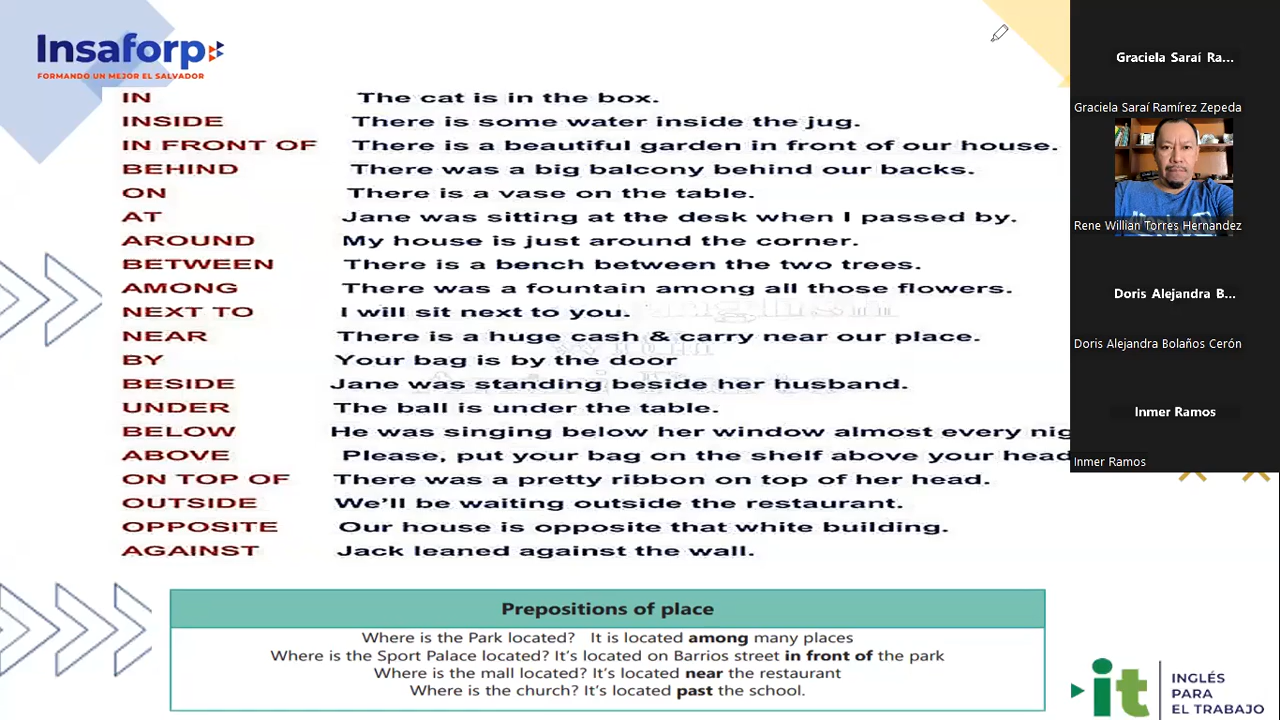 Insaforp
FORMANDO UN MEJOR EL SALVADOR
IN The cat is in the box.
INSIDE There is some water inside the jug.
IN FRONT OF There is a beautiful garden in front of our house.
BEHIND There was a big balcony behind our backs.
ON There is a vase on the table.
AT Jane was sitting at the desk when I passed by.
AROUND My house is just around the corner.
BETWEEN There is a bench between the two trees.
AMONG There was a fountain among all those flowers.
NEXT TO I will sit next to you.
NEAR There is a huge cash & carry near our place.
BY Your bag is by the door
BESIDE Jane was standing beside her husband.
UNDER The ball is under the table.
BELOW He was singing below her window almost every
ABOVE Please, put your bag on the shelf above your head
ON TOP OF There was a pretty ribbon on top of her head.
OUTSIDE We'll be waiting outside the restaurant.
OPPOSITE Our house is opposite that white building.
AGAINST Jack leaned against the wall.
Prepositions of place
Where is the Park located? It is located among many places
Where is the Sport Palace located? It's located on Barrios street in front of the park
Where is the mall located? It's located near the restaurant
Where is the church? It's located past the school.
Graciela Saraí Ra...
Graciela Saraí Ramírez Zepeda
Rene Willian Torres Hernandez
Doris Alejandra B...
Doris Alejandra Bolaños Cerón
Inmer Ramos
Inmer Ramos
it
INGLÉS
PARA
EL TRABAJO